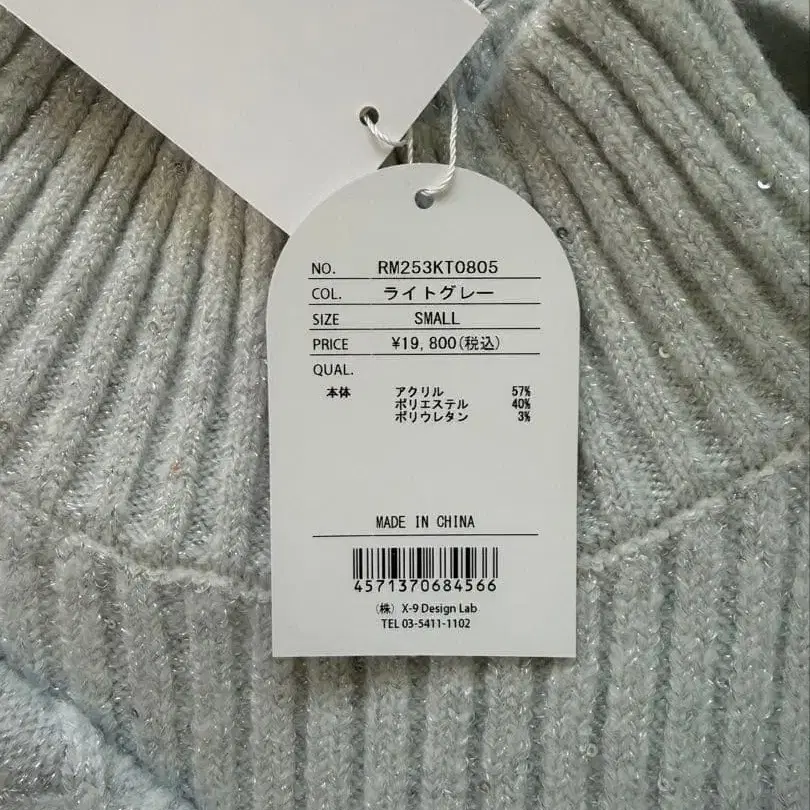 NO. RM253KT0805
COL. ライトグレー
SIZE SMALL
PRICE ¥19,800(税込)
QUAL.
本体 アクリル 57%
ポリエステル 40%
ポリウレタン 3%
MADE IN CHINA
4571370684566
(株) X-9 Design Lab
TEL 03-5411-1102